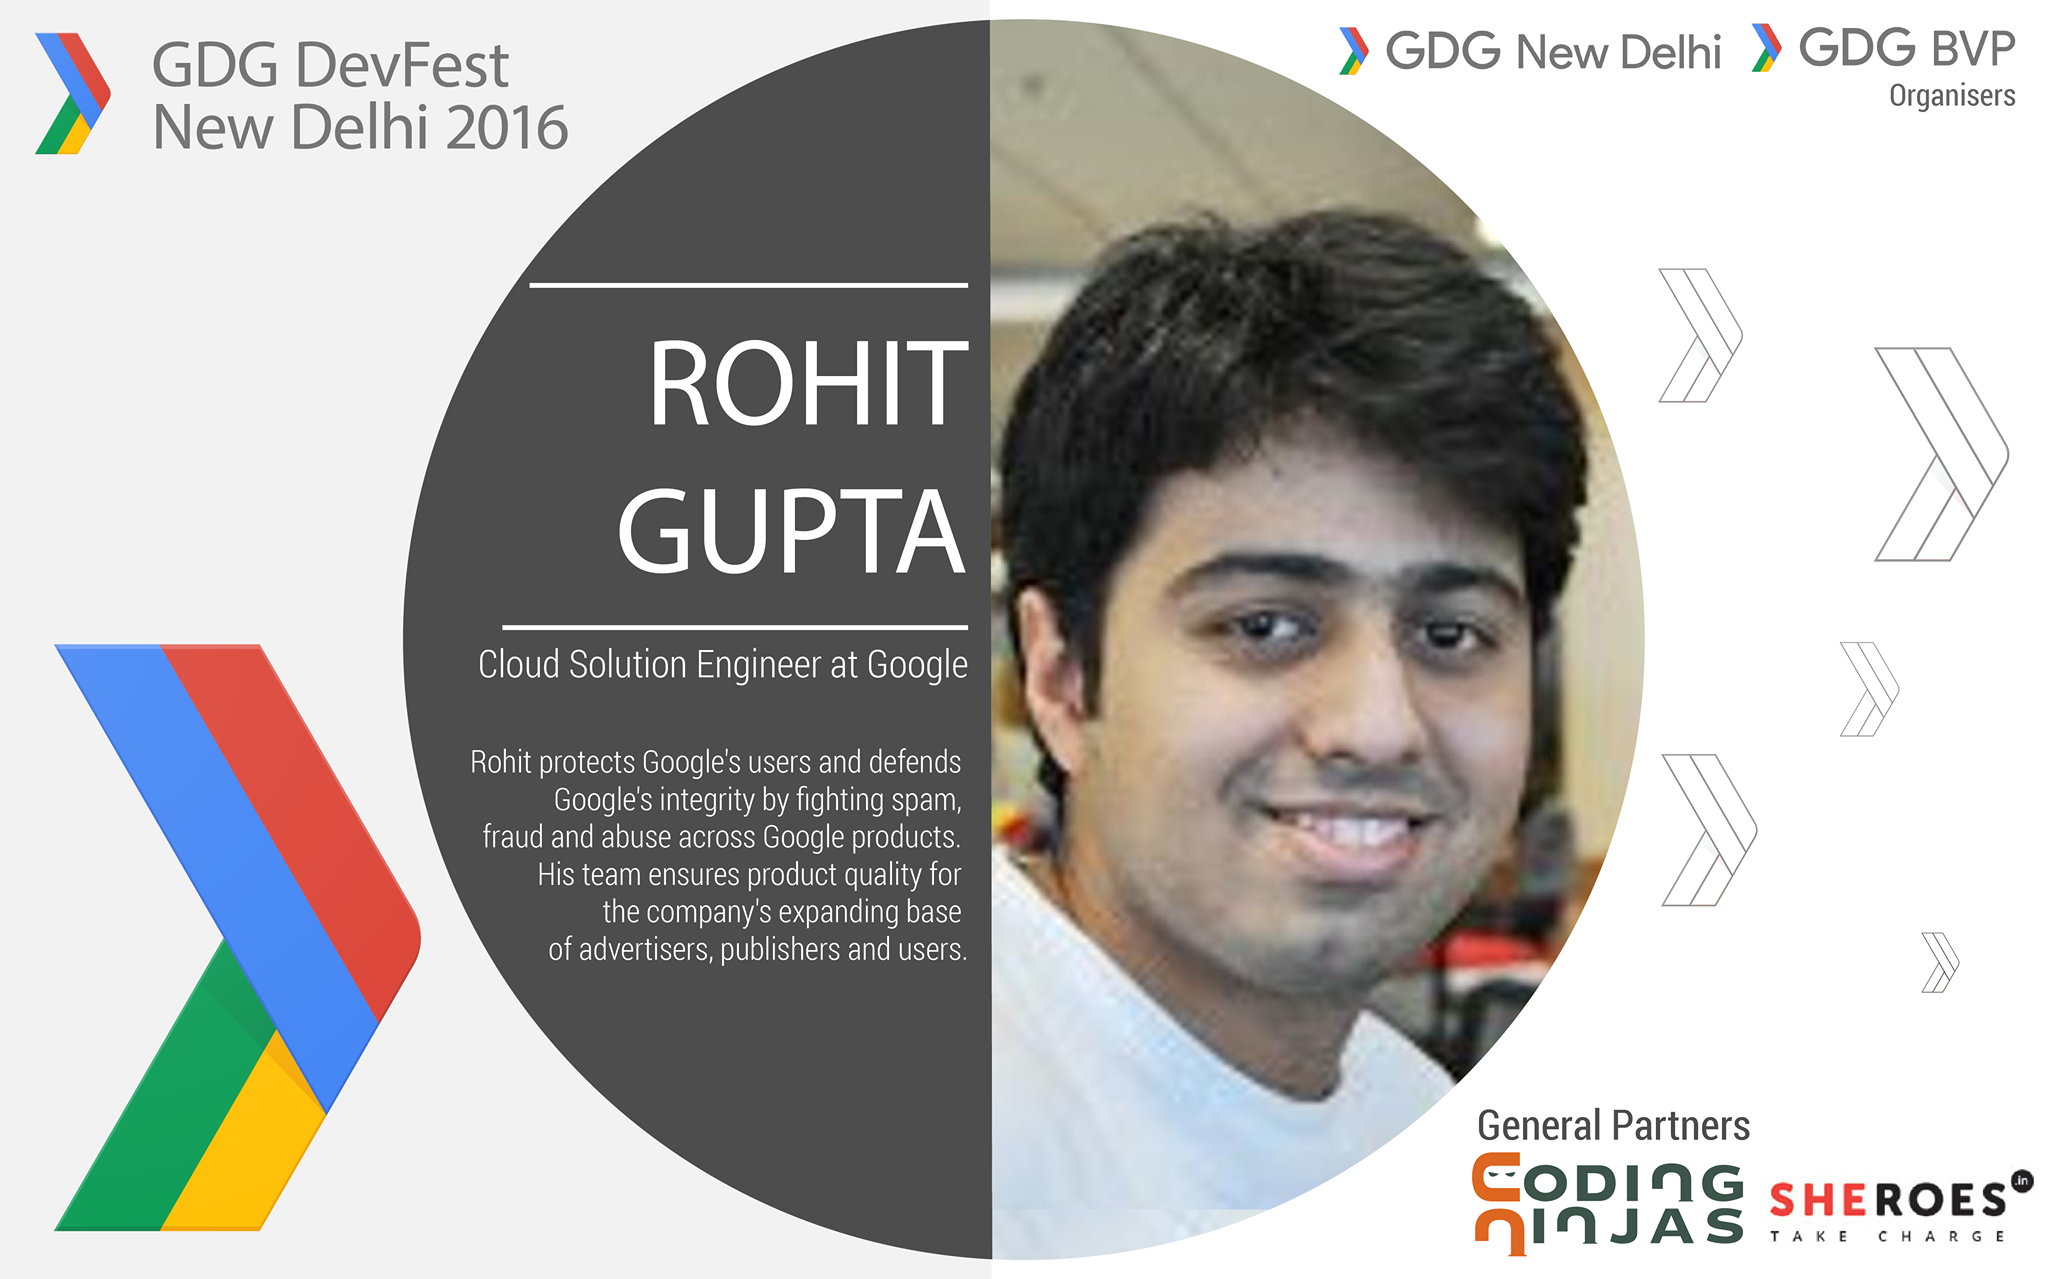 GDG DevFest
New Delhi 2016
GDG New Delhi
GDG BVP
Organisers
ROHIT
GUPTA
Cloud Solution Engineer at Google
Rohit protects Google's users and defends
Google's integrity by fighting spam,
fraud and abuse across Google products.
His team ensures product quality for
the company's expanding base
of advertisers, publishers and users.
General Partners
CODING
NINJAS
SHEROES.in
TAKE CHARGE